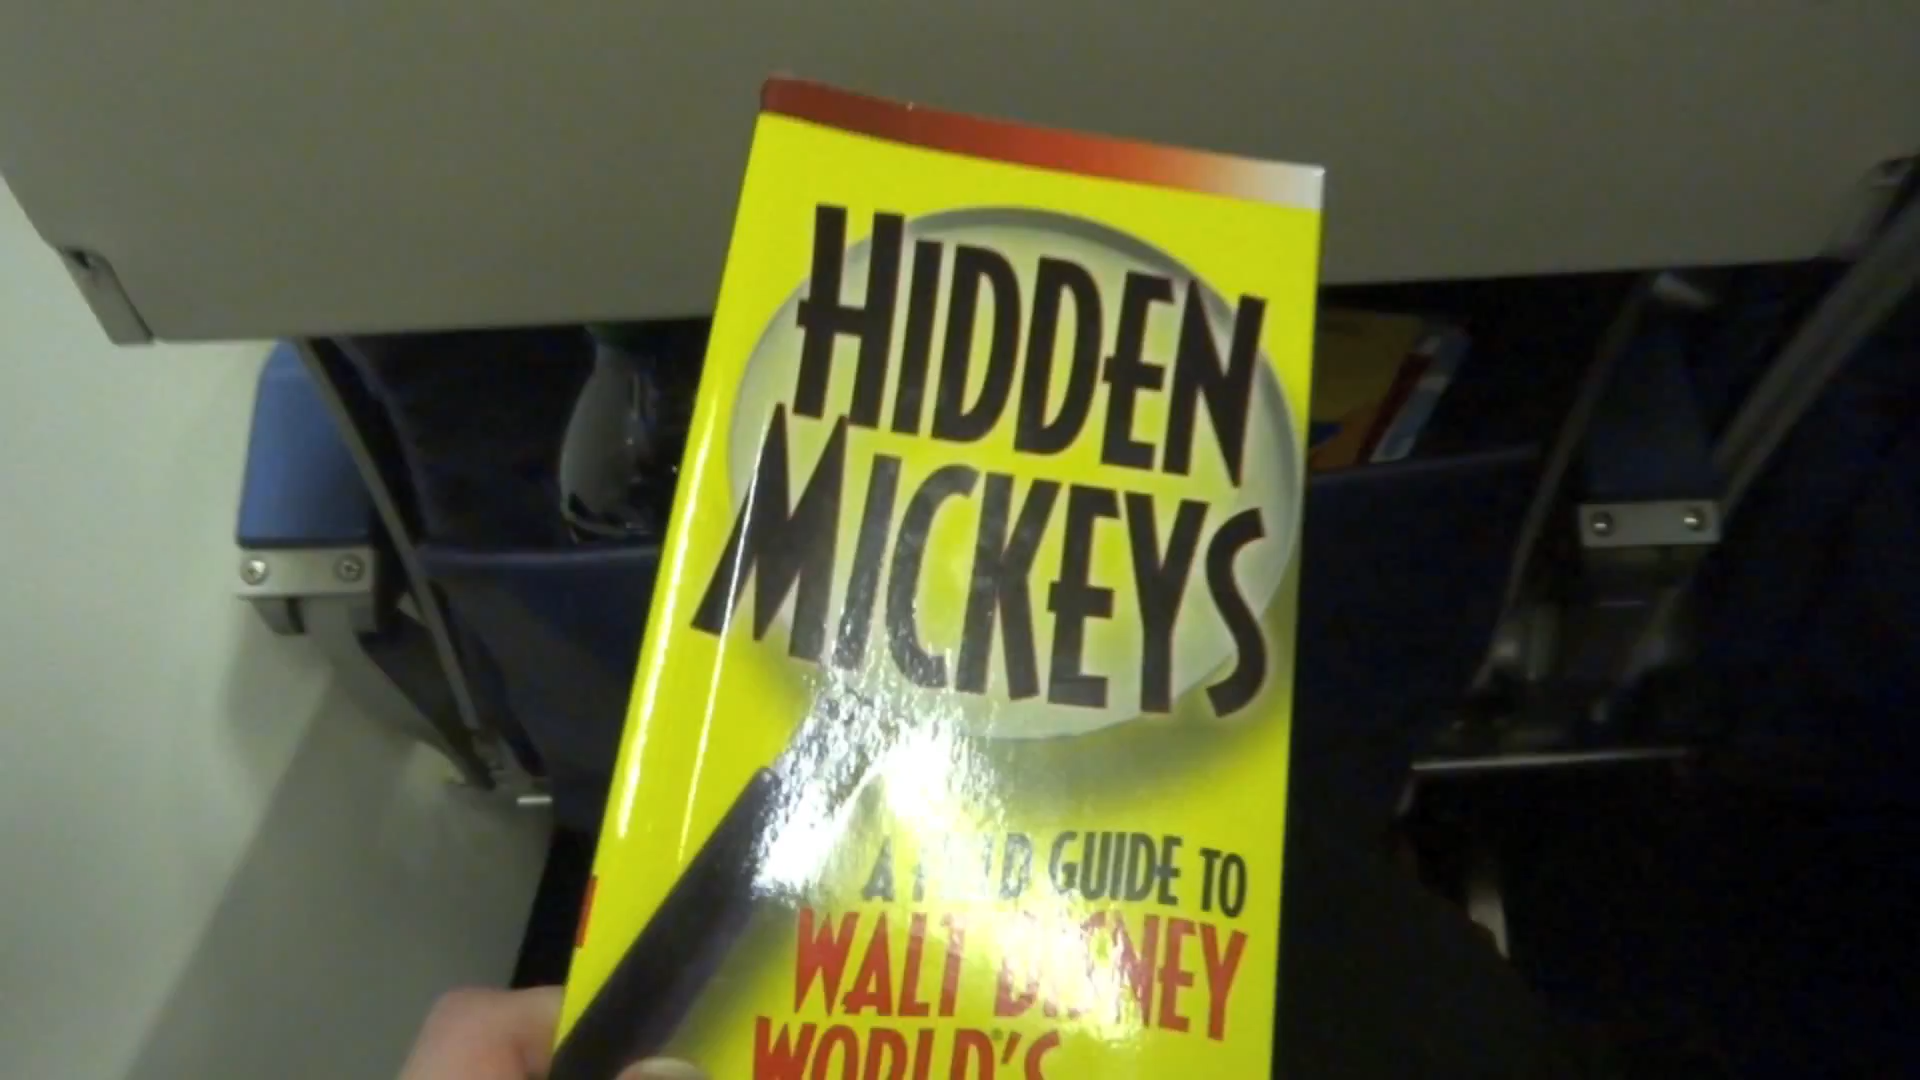 HIDDEN
MICKEYS
A FIELD GUIDE TO
WALT DISNEY
WORLD'S